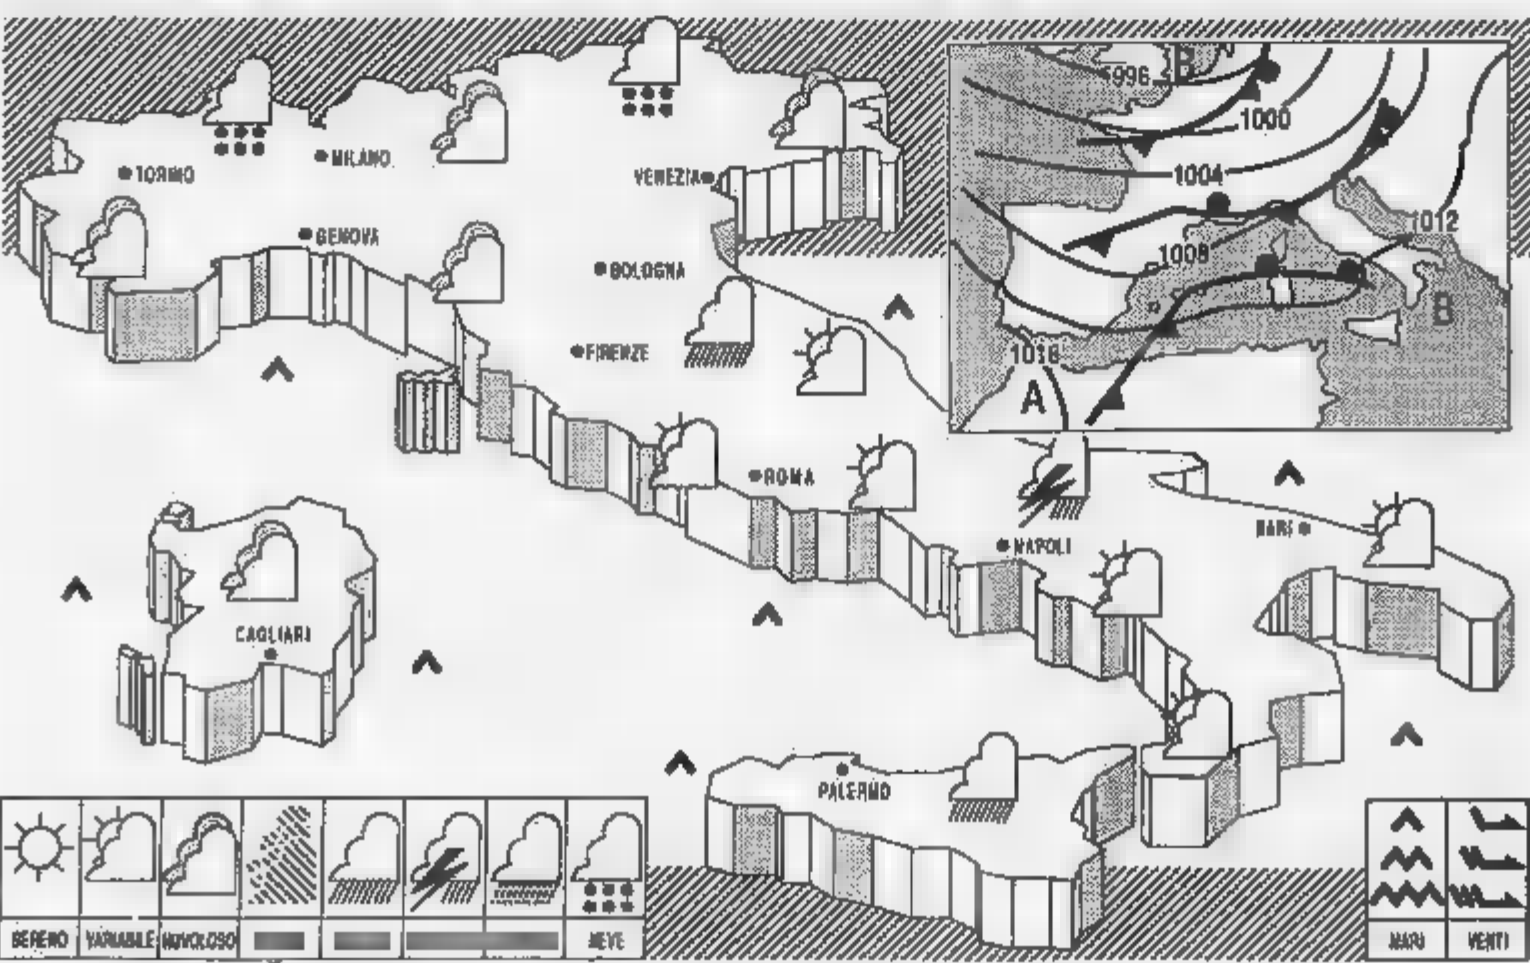 996
B
1000
1004
1008
1012
1016
A
B
TORINO
MILANO
VENEZIA
GENOVA
BOLOGNA
FIRENZE
ROMA
NAPOLI
BARI
CAGLIARI
PALERMO
SERENO VARIABILE NUVOLOSO NEVE
MARI VENTI